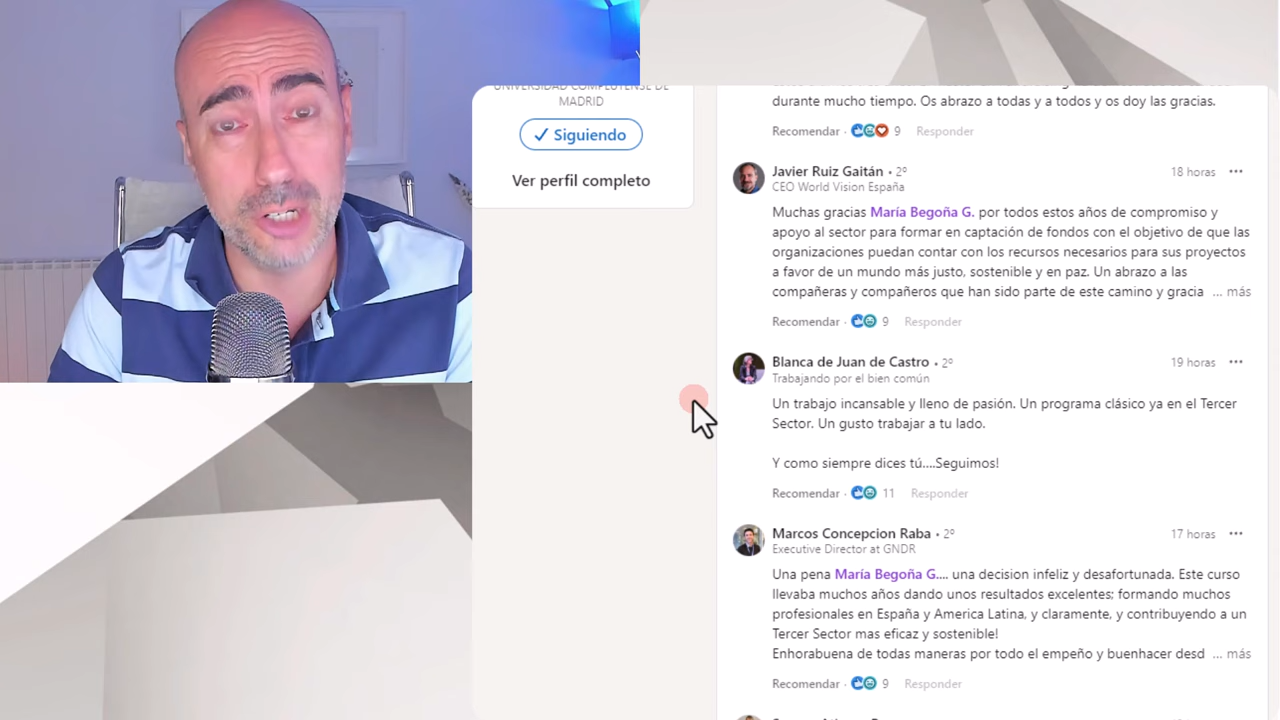 UNIVERSIDAD COMPLUTENSE DE
MADRID
Siguiendo
Ver perfil completo
durante mucho tiempo. Os abrazo a todas y a todos y os doy las gracias.
Recomendar · 9 Responder
Javier Ruiz Gaitán • 2º 18 horas ···
CEO World Vision España
Muchas gracias María Begoña G. por todos estos años de compromiso y
apoyo al sector para formar en captación de fondos con el objetivo de que las
organizaciones puedan contar con los recursos necesarios para sus proyectos
a favor de un mundo más justo, sostenible y en paz. Un abrazo a las
compañeras y compañeros que han sido parte de este camino y gracia ... más
Recomendar · 9 Responder
Blanca de Juan de Castro • 2º 19 horas ···
Trabajando por el bien común
Un trabajo incansable y lleno de pasión. Un programa clásico ya en el Tercer
Sector. Un gusto trabajar a tu lado.
Y como siempre dices tú....Seguimos!
Recomendar · 11 Responder
Marcos Concepcion Raba • 2º 17 horas ···
Executive Director at GNDR
Una pena María Begoña G.... una decision infeliz y desafortunada. Este curso
llevaba muchos años dando unos resultados excelentes; formando muchos
profesionales en España y America Latina, y claramente, y contribuyendo a un
Tercer Sector mas eficaz y sostenible!
Enhorabuena de todas maneras por todo el empeño y buenhacer desd ... más
Recomendar · 9 Responder